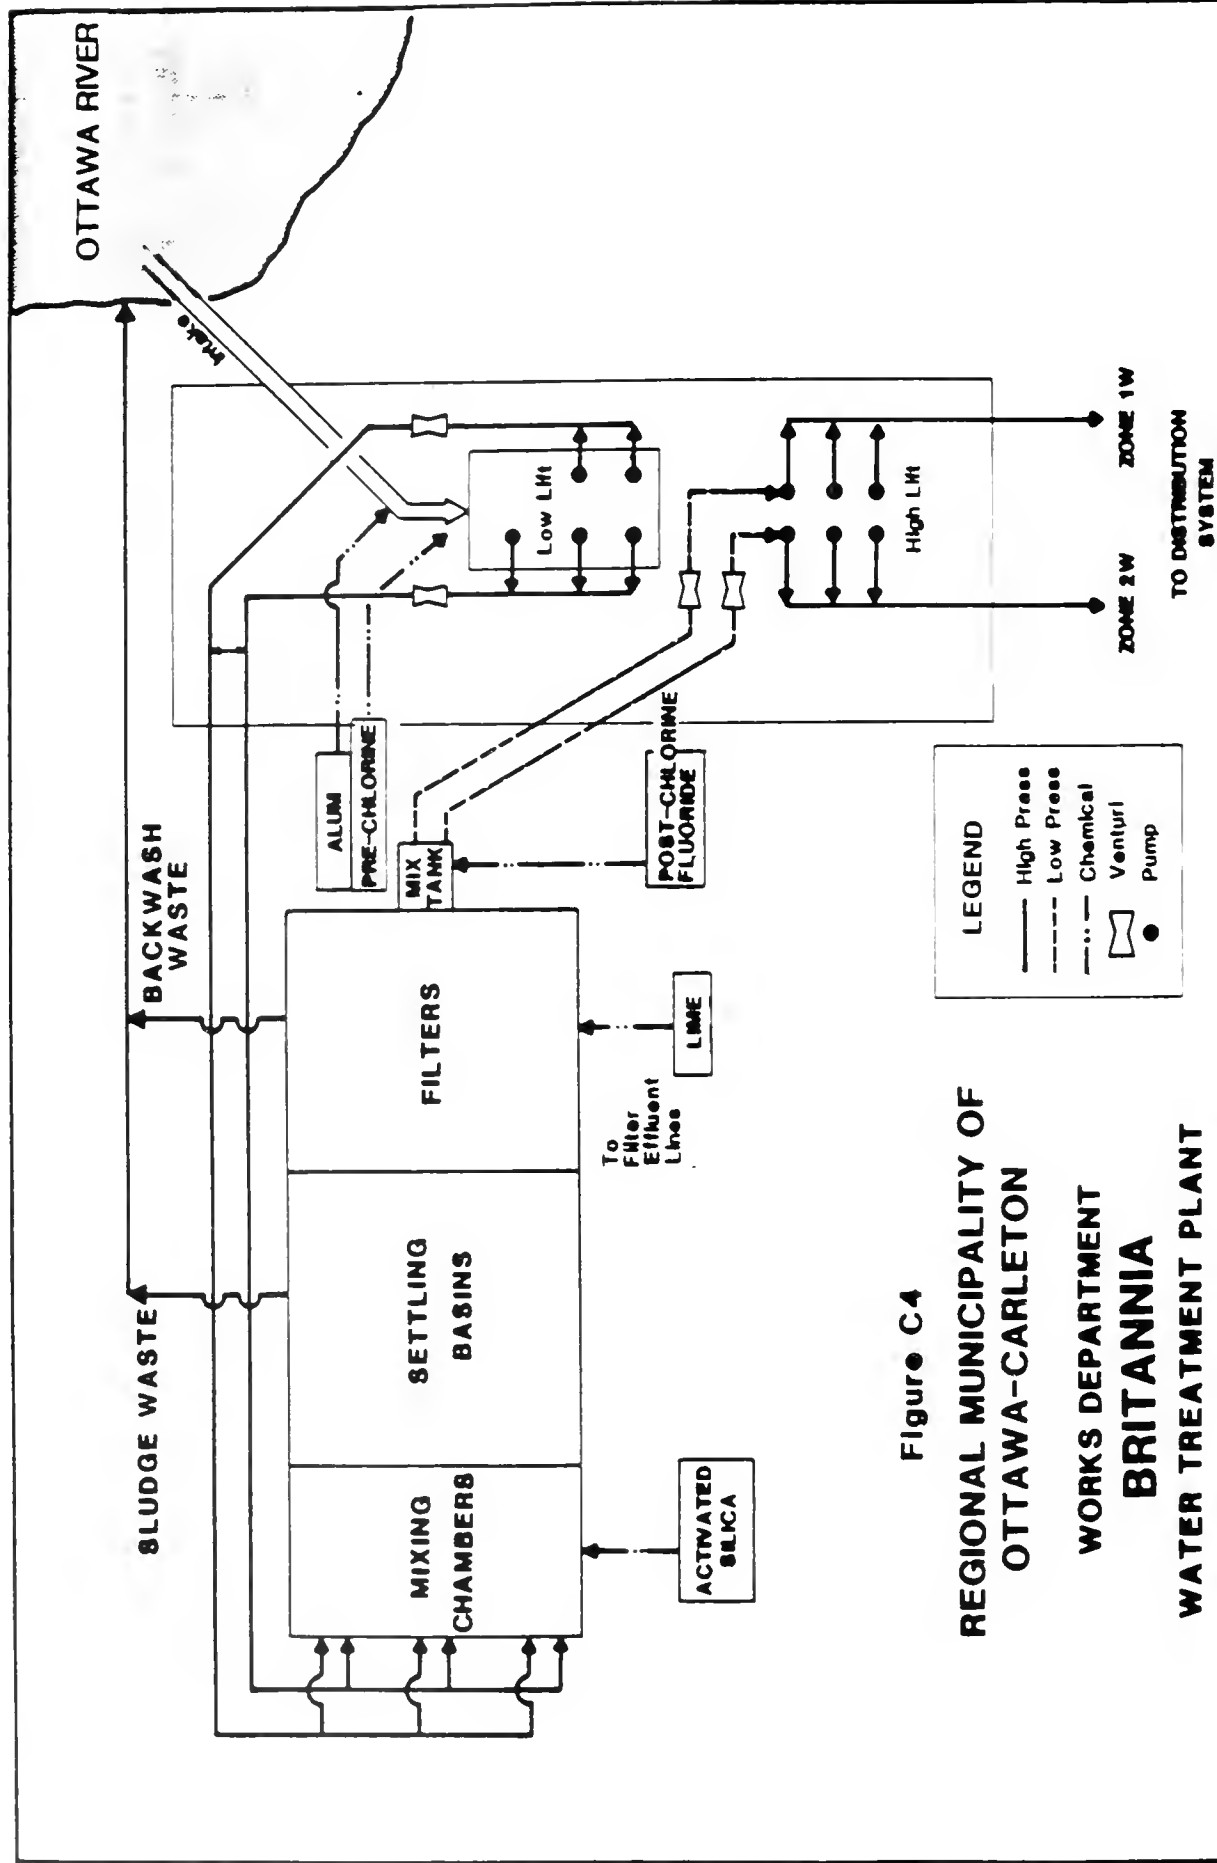 OTTAWA RIVER
Intake
BACKWASH
WASTE
SLUDGE WASTE
ALUM
PRE-CHLORINE
Low Lift
MIXING
CHAMBERS
SETTLING
BASINS
FILTERS
MIX
TANK
High Lift
ACTIVATED
SILICA
To
Filter
Effluent
Lines
LIME
POST-CHLORINE
FLUORIDE
ZONE 2W
ZONE 1W
TO DISTRIBUTION
SYSTEM
LEGEND
High Press
Low Press
Chemical
Venturi
Pump
Figure C4
REGIONAL MUNICIPALITY OF
OTTAWA-CARLETON
WORKS DEPARTMENT
BRITANNIA
WATER TREATMENT PLANT